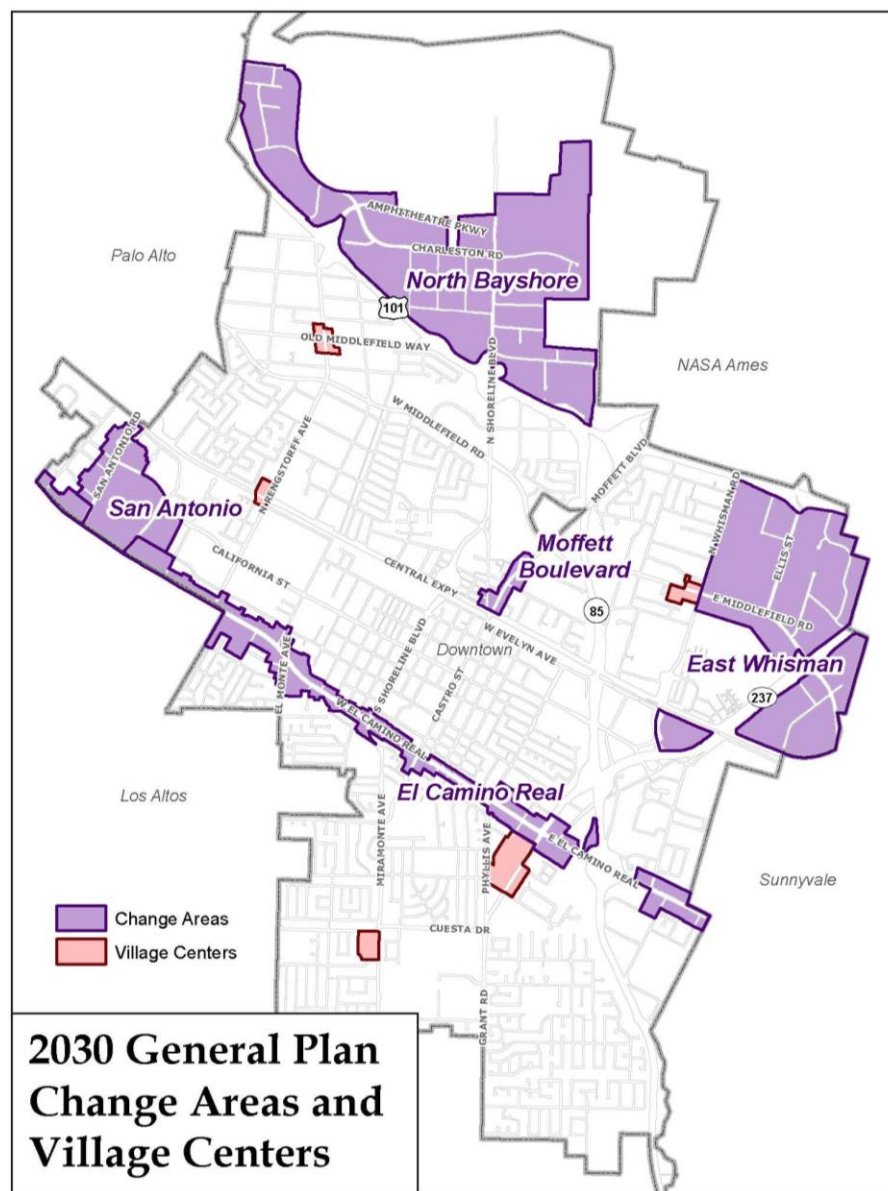 Palo Alto
AMPHITHEATRE PKWY
CHARLESTON RD
North Bayshore
101
OLD MIDDLEFIELD WAY
N SHORELINE BLVD
NASA Ames
W MIDDLEFIELD RD
SAN ANTONIO RD
N RENGSTORFF AVE
MOFFETT BLVD
N WHISMAN RD
San Antonio
ELLIS ST
Moffett
Boulevard
CALIFORNIA ST
CENTRAL EXPY
85
E MIDDLEFIELD RD
W EVELYN AVE
Downtown
East Whisman
S SHORELINE BLVD
CASTRO ST
237
EL MONTE AVE
W EL CAMINO REAL
Los Altos
El Camino Real
MIRAMONTE AVE
PHYLLIS AVE
E EL CAMINO REAL
Sunnyvale
Change Areas
Village Centers
CUESTA DR
GRANT RD
2030 General Plan
Change Areas and
Village Centers